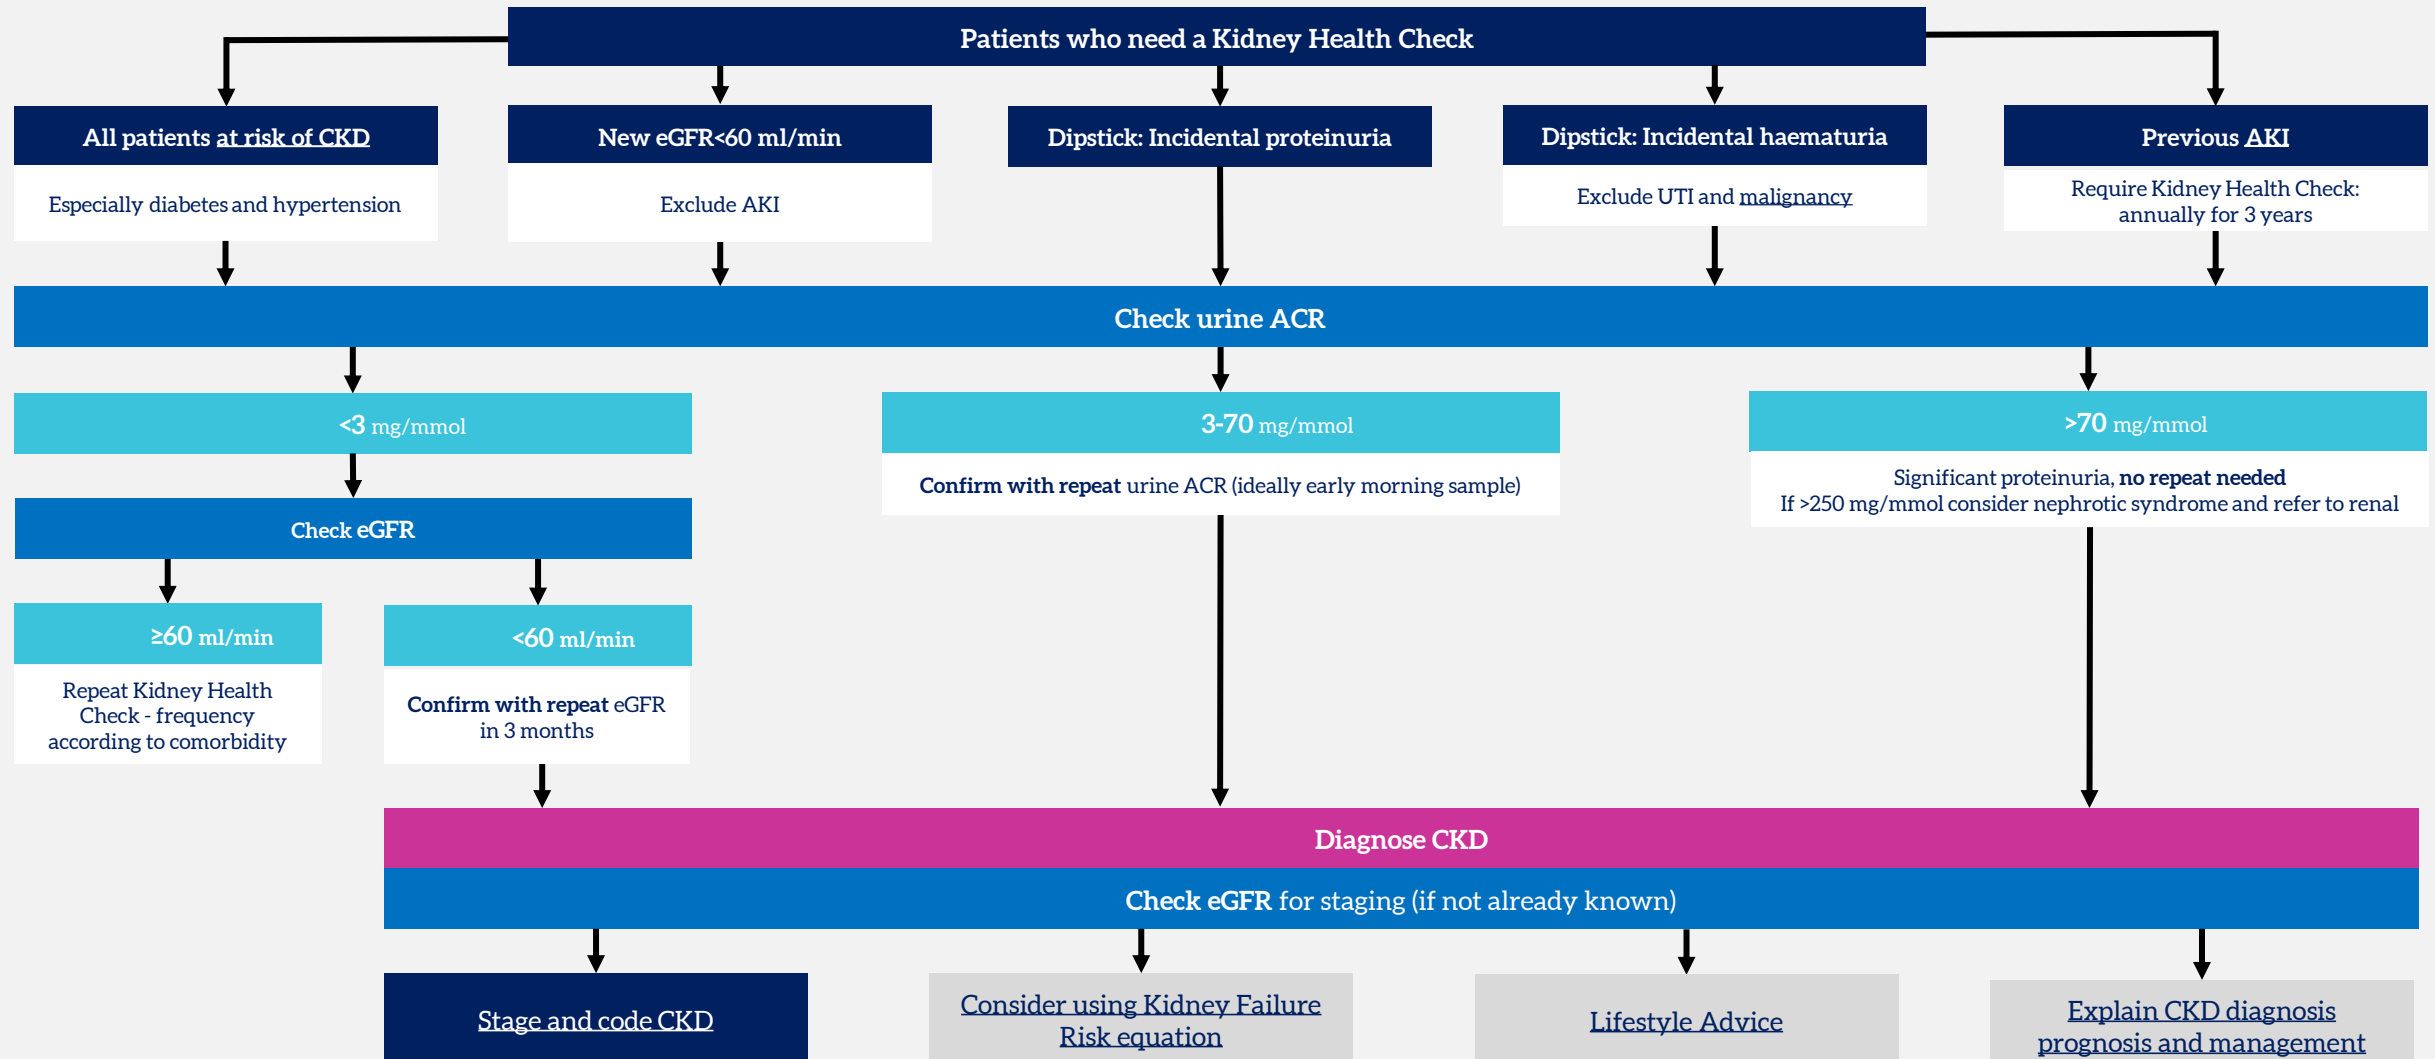 Patients who need a Kidney Health Check
All patients at risk of CKD
Especially diabetes and hypertension
New eGFR<60 ml/min
Exclude AKI
Dipstick: Incidental proteinuria
Dipstick: Incidental haematuria
Exclude UTI and malignancy
Previous AKI
Require Kidney Health Check:
annually for 3 years
Check urine ACR
<3 mg/mmol
3-70 mg/mmol
Confirm with repeat urine ACR (ideally early morning sample)
>70 mg/mmol
Significant proteinuria, no repeat needed
If >250 mg/mmol consider nephrotic syndrome and refer to renal
Check eGFR
≥60 ml/min
Repeat Kidney Health
Check - frequency
according to comorbidity
<60 ml/min
Confirm with repeat eGFR
in 3 months
Diagnose CKD
Check eGFR for staging (if not already known)
Stage and code CKD
Consider using Kidney Failure
Risk equation
Lifestyle Advice
Explain CKD diagnosis
prognosis and management